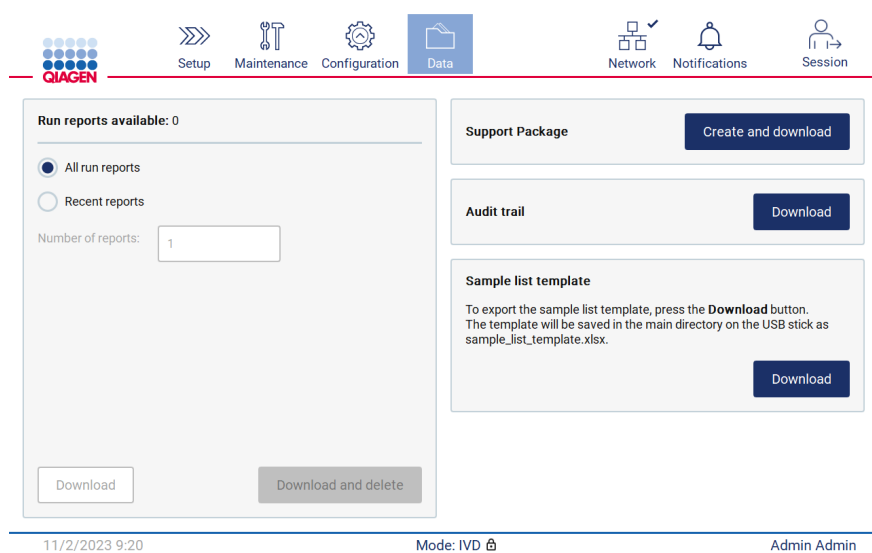 QIAGEN
Setup
Maintenance
Configuration
Data
Network
Notifications
Session
Run reports available: 0
All run reports
Recent reports
Number of reports:
1
Download
Download and delete
Support Package
Create and download
Audit trail
Download
Sample list template
To export the sample list template, press the Download button.
The template will be saved in the main directory on the USB stick as
sample_list_template.xlsx.
Download
11/2/2023 9:20
Mode: IVD
Admin Admin